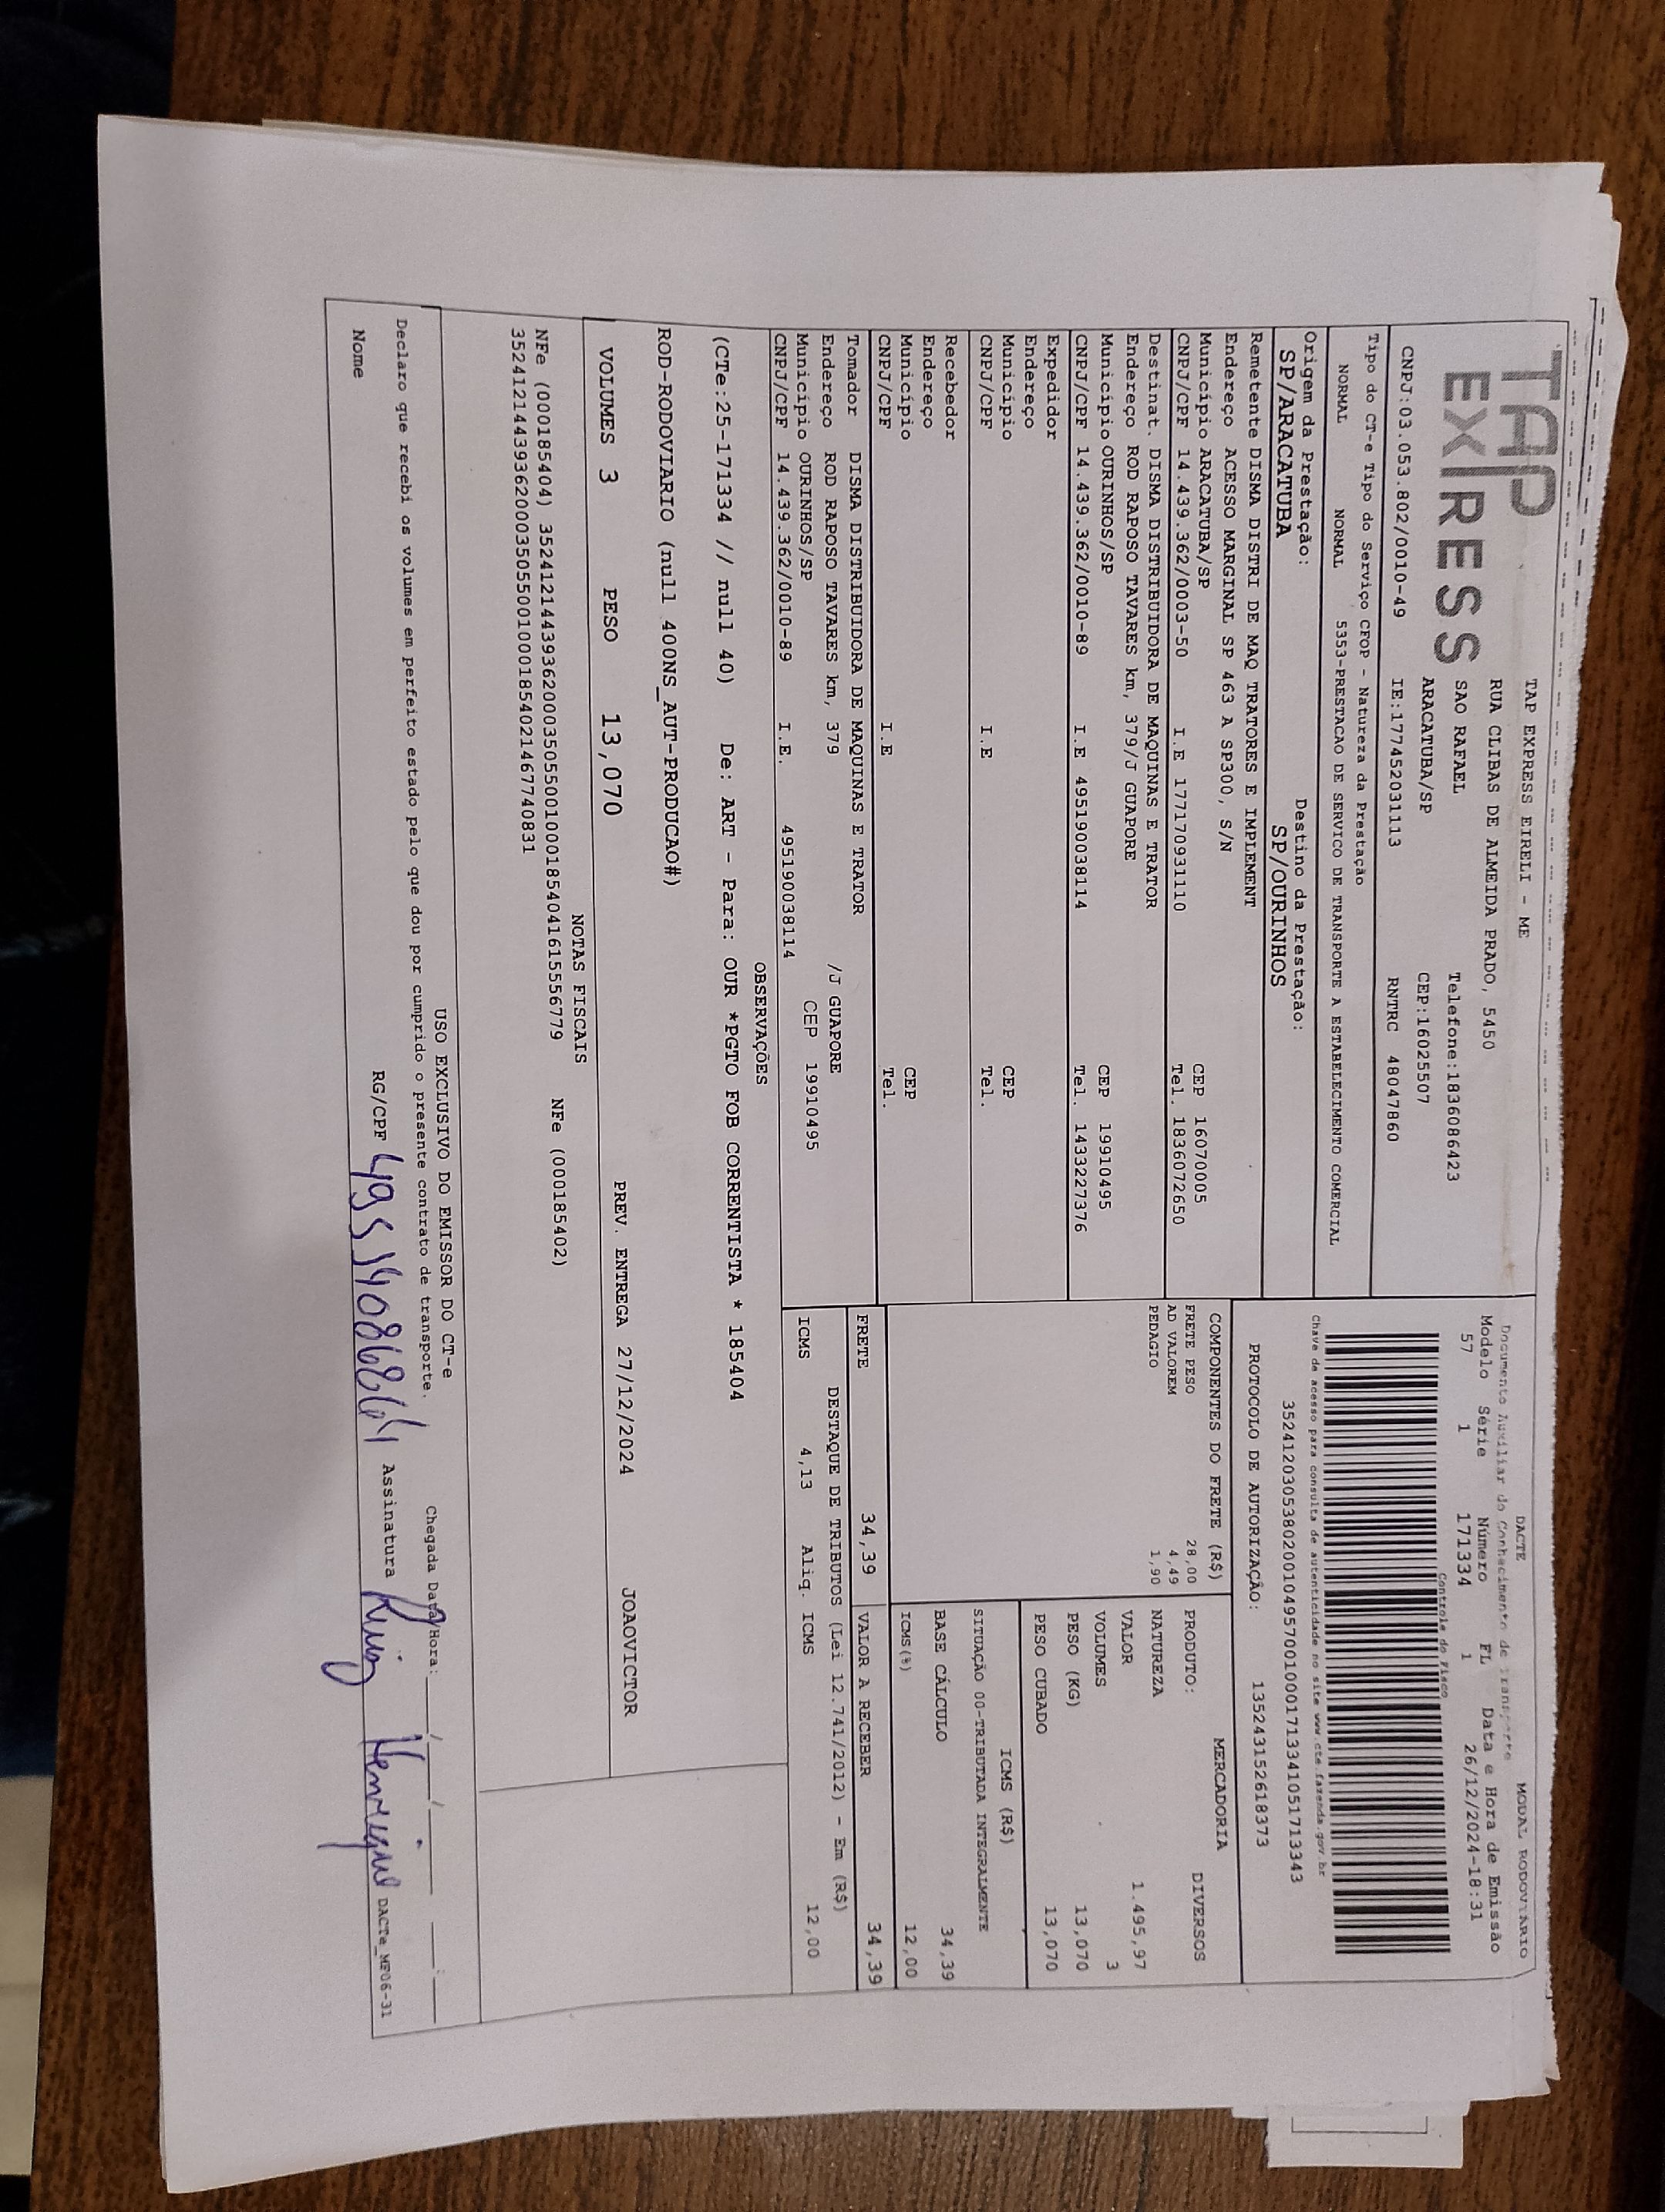 TAP EXPRESS
TAP EXPRESS EIRELI - ME
RUA CLIBAS DE ALMEIDA PRADO, 5450
SAO RAFAEL Telefone:1836086423
ARACATUBA/SP CEP:16025507
CNPJ:03.053.802/0010-49 IE:177452031113 RNTRC 48047860
DACTE MODAL RODOVIARIO
Documento Auxiliar do Conhecimento de Transporte
Modelo Série Número FL Data e Hora de Emissão
57 1 171334 1 26/12/2024-18:31
Controle do Fisco
Chave de acesso para consulta de autenticidade no site www.cte.fazenda.gov.br
35241203053802001049570010001713341051713343
PROTOCOLO DE AUTORIZAÇÃO: 135243152618373
Tipo do CT-e Tipo do Serviço CFOP - Natureza da Prestação
NORMAL NORMAL 5353-PRESTACAO DE SERVICO DE TRANSPORTE A ESTABELECIMENTO COMERCIAL
Origem da Prestação: Destino da Prestação:
SP/ARACATUBA SP/OURINHOS
Remetente DISMA DISTRI DE MAQ TRATORES E IMPLEMENT
Endereço ACESSO MARGINAL SP 463 A SP300, S/N
Município ARACATUBA/SP CEP 16070005
CNPJ/CPF 14.439.362/0003-50 I.E 177170931110 Tel. 1836072650
Destinat. DISMA DISTRIBUIDORA DE MAQUINAS E TRATOR
Endereço ROD RAPOSO TAVARES km, 379/J GUAPORE
Município OURINHOS/SP CEP 19910495
CNPJ/CPF 14.439.362/0010-89 I.E 495190038114 Tel. 1433227376
Expedidor
Endereço
Município CEP
CNPJ/CPF I.E Tel.
Recebedor
Endereço
Município CEP
CNPJ/CPF I.E Tel.
Tomador DISMA DISTRIBUIDORA DE MAQUINAS E TRATOR
Endereço ROD RAPOSO TAVARES km, 379 /J GUAPORE
Município OURINHOS/SP CEP 19910495
CNPJ/CPF 14.439.362/0010-89 I.E. 495190038114
COMPONENTES DO FRETE (R$)
FRETE PESO 28,00
AD VALOREM 4,49
PEDAGIO 1,90
MERCADORIA
PRODUTO: DIVERSOS
NATUREZA
VALOR 1.495,97
VOLUMES 3
PESO (KG) 13,070
PESO CUBADO 13,070
ICMS (R$)
SITUAÇÃO 00-TRIBUTADA INTEGRALMENTE
BASE CÁLCULO 34,39
ICMS(%) 12,00
FRETE 34,39 VALOR A RECEBER 34,39
DESTAQUE DE TRIBUTOS (Lei 12.741/2012) - Em (R$)
ICMS 4,13 Aliq. ICMS 12,00
OBSERVAÇÕES
(CTe:25-171334 // null 40) De: ART - Para: OUR *PGTO FOB CORRENTISTA * 185404
ROD-RODOVIARIO (null 400NS_AUT-PRODUCAO#)
VOLUMES 3 PESO 13,070 PREV. ENTREGA 27/12/2024 JOAOVICTOR
NOTAS FISCAIS
NFe (000185404) 35241214439362000350550010001854041615556779 NFe (000185402)
35241214439362000350550010001854021467740831
USO EXCLUSIVO DO EMISSOR DO CT-e
Declaro que recebi os volumes em perfeito estado pelo que dou por cumprido o presente contrato de transporte. Chegada Data/Hora: ___/___/___ __:__
Nome RG/CPF Assinatura Henrique DACTe_MF06-31